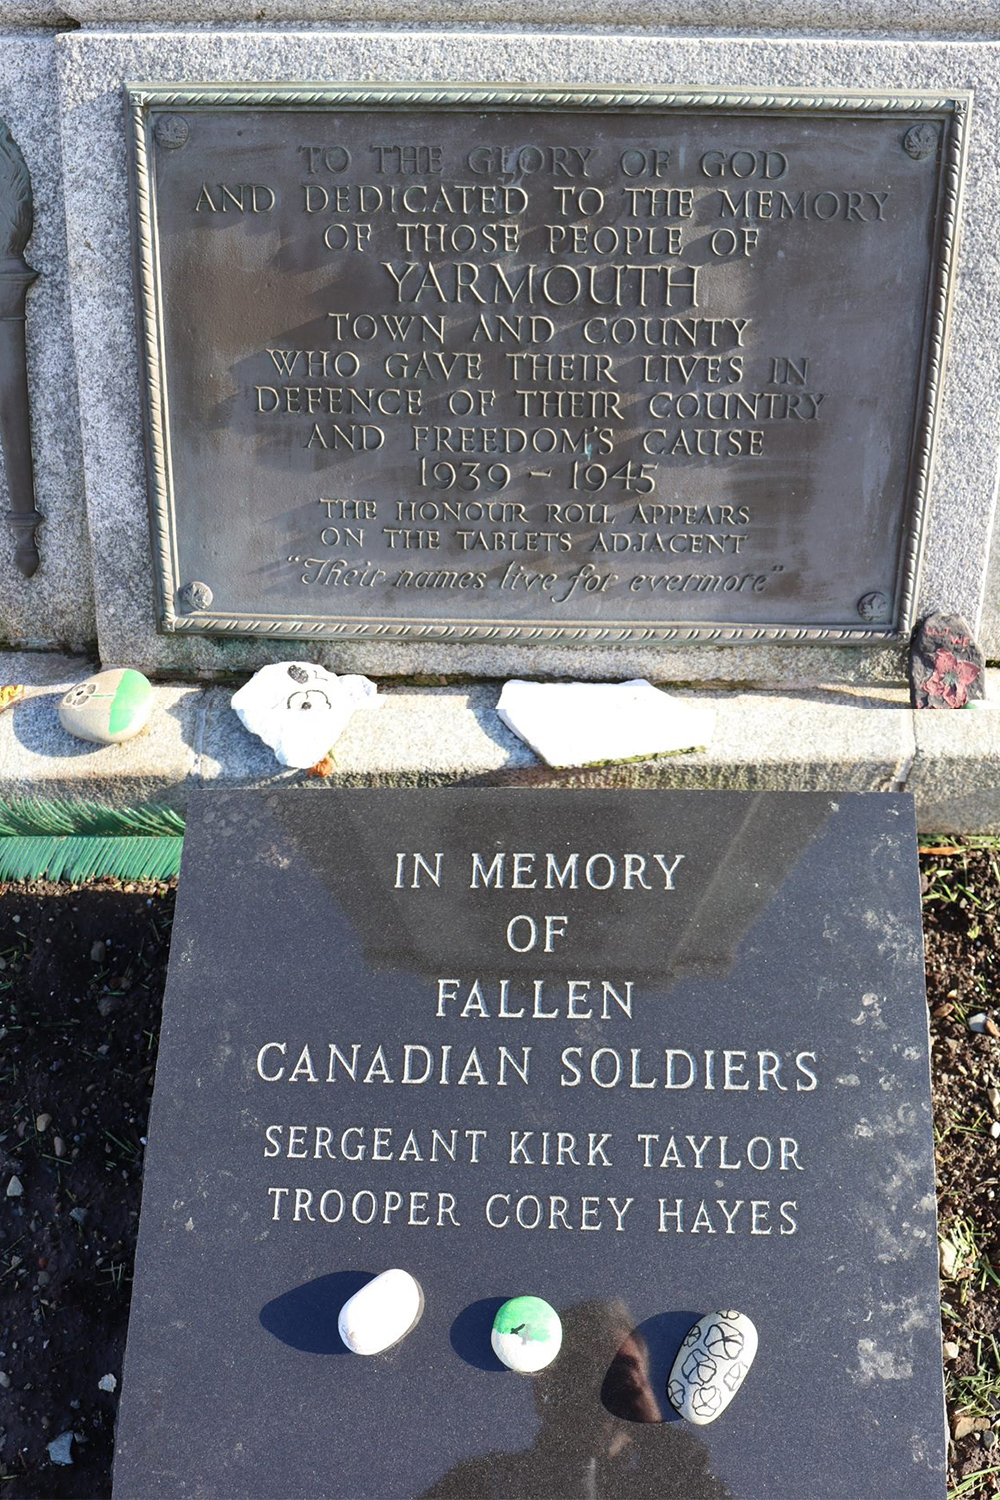 TO THE GLORY OF GOD
AND DEDICATED TO THE MEMORY
OF THOSE PEOPLE OF
YARMOUTH
TOWN AND COUNTY
WHO GAVE THEIR LIVES IN
DEFENCE OF THEIR COUNTRY
AND FREEDOM'S CAUSE
1939 - 1945
THE HONOUR ROLL APPEARS
ON THE TABLETS ADJACENT
"Their names live for evermore"
IN MEMORY
OF
FALLEN
CANADIAN SOLDIERS
SERGEANT KIRK TAYLOR
TROOPER COREY HAYES